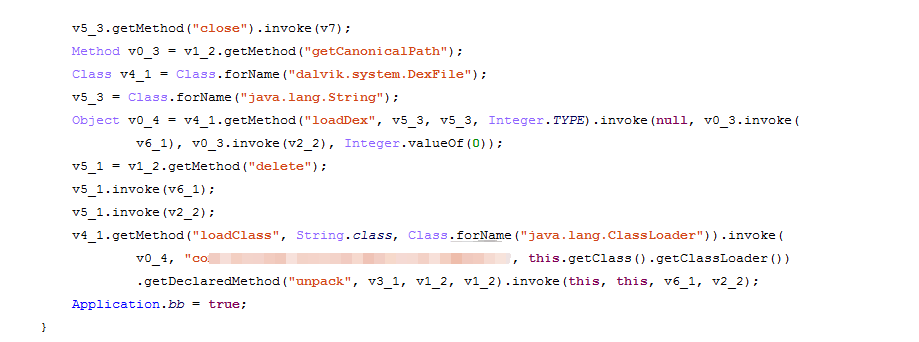 v5_3.getMethod("close").invoke(v7);
Method v0_3 = v1_2.getMethod("getCanonicalPath");
Class v4_1 = Class.forName("dalvik.system.DexFile");
v5_3 = Class.forName("java.lang.String");
Object v0_4 = v4_1.getMethod("loadDex", v5_3, v5_3, Integer.TYPE).invoke(null, v0_3.invoke(
v6_1), v0_3.invoke(v2_2), Integer.valueOf(0));
v5_1 = v1_2.getMethod("delete");
v5_1.invoke(v6_1);
v5_1.invoke(v2_2);
v4_1.getMethod("loadClass", String.class, Class.forName("java.lang.ClassLoader")).invoke(
v0_4, "co , this.getClass().getClassLoader())
.getDeclaredMethod("unpack", v3_1, v1_2, v1_2).invoke(this, this, v6_1, v2_2);
Application.bb = true;
}